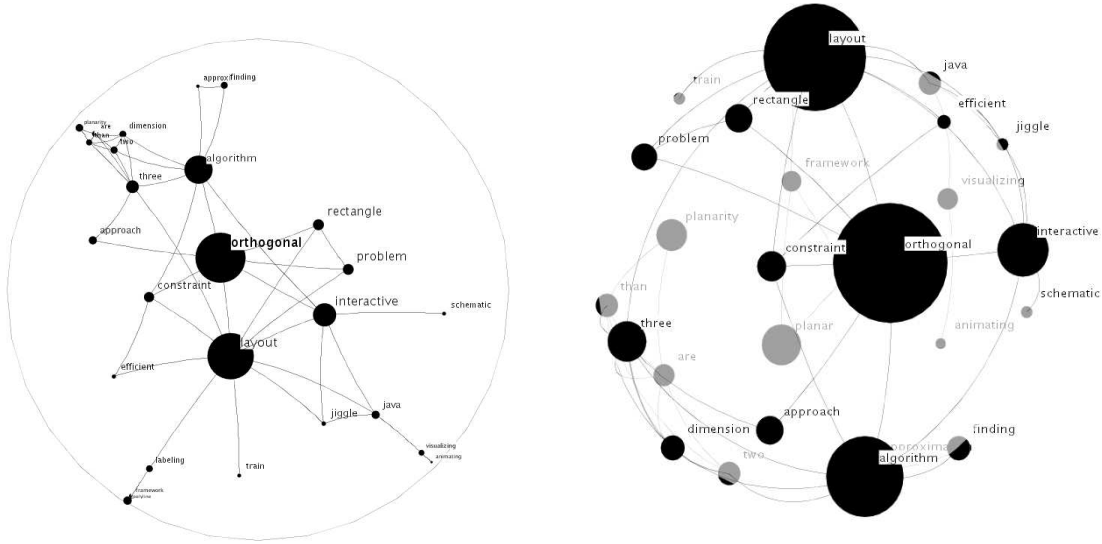 approx
finding
planarity
are
than
dimension
two
algorithm
three
rectangle
approach
orthogonal
problem
constraint
interactive
schematic
layout
efficient
jiggle
java
visualizing
animating
labeling
train
framework
layout
java
train
rectangle
efficient
jiggle
problem
framework
visualizing
planarity
interactive
constraint
orthogonal
schematic
than
three
planar
animating
are
approach
dimension
finding
two
algorithm